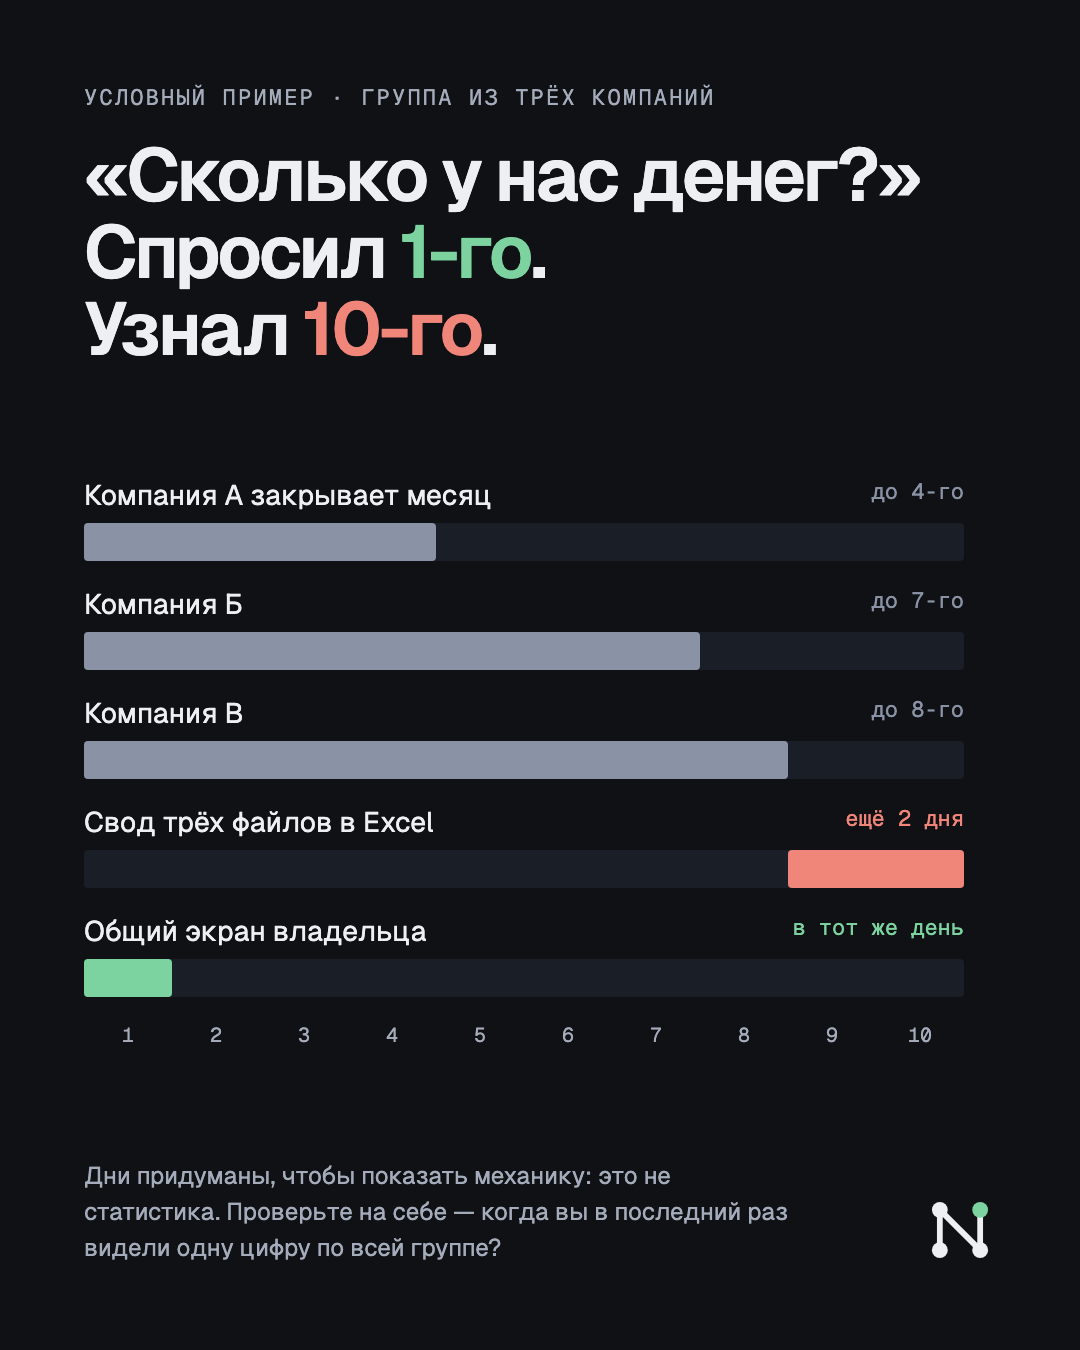 УСЛОВНЫЙ ПРИМЕР · ГРУППА ИЗ ТРЁХ КОМПАНИЙ
«Сколько у нас денег?»
Спросил 1-го.
Узнал 10-го.
Компания А закрывает месяц
до 4-го
Компания Б
до 7-го
Компания В
до 8-го
Свод трёх файлов в Excel
ещё 2 дня
Общий экран владельца
в тот же день
1 2 3 4 5 6 7 8 9 10
Дни придуманы, чтобы показать механику: это не
статистика. Проверьте на себе — когда вы в последний раз
видели одну цифру по всей группе?